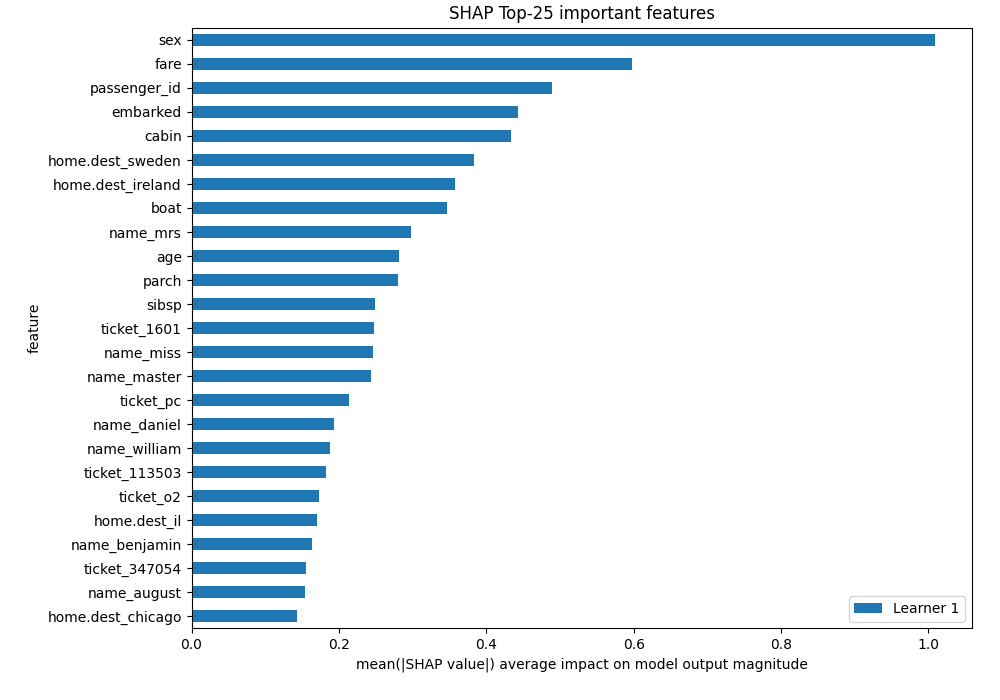 SHAP Top-25 important features
sex
fare
passenger_id
embarked
cabin
home.dest_sweden
home.dest_ireland
boat
name_mrs
age
parch
sibsp
ticket_1601
name_miss
name_master
ticket_pc
name_daniel
name_william
ticket_113503
ticket_o2
home.dest_il
name_benjamin
ticket_347054
name_august
home.dest_chicago
feature
Learner 1
0.0 0.2 0.4 0.6 0.8 1.0
mean(|SHAP value|) average impact on model output magnitude